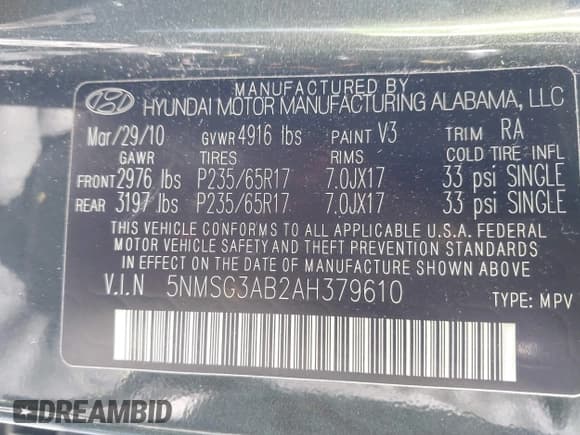 MANUFACTURED BY
HYUNDAI MOTOR MANUFACTURING ALABAMA, LLC
Mar/29/10 GVWR 4916 lbs PAINT V3 TRIM RA
GAWR TIRES RIMS COLD TIRE INFL
FRONT 2976 lbs P235/65R17 7.0JX17 33 psi SINGLE
REAR 3197 lbs P235/65R17 7.0JX17 33 psi SINGLE
THIS VEHICLE CONFORMS TO ALL APPLICABLE U.S.A. FEDERAL
MOTOR VEHICLE SAFETY AND THEFT PREVENTION STANDARDS
IN EFFECT ON THE DATE OF MANUFACTURE SHOWN ABOVE.
V.I.N 5NMSG3AB2AH379610 TYPE: MPV
DREAMBID